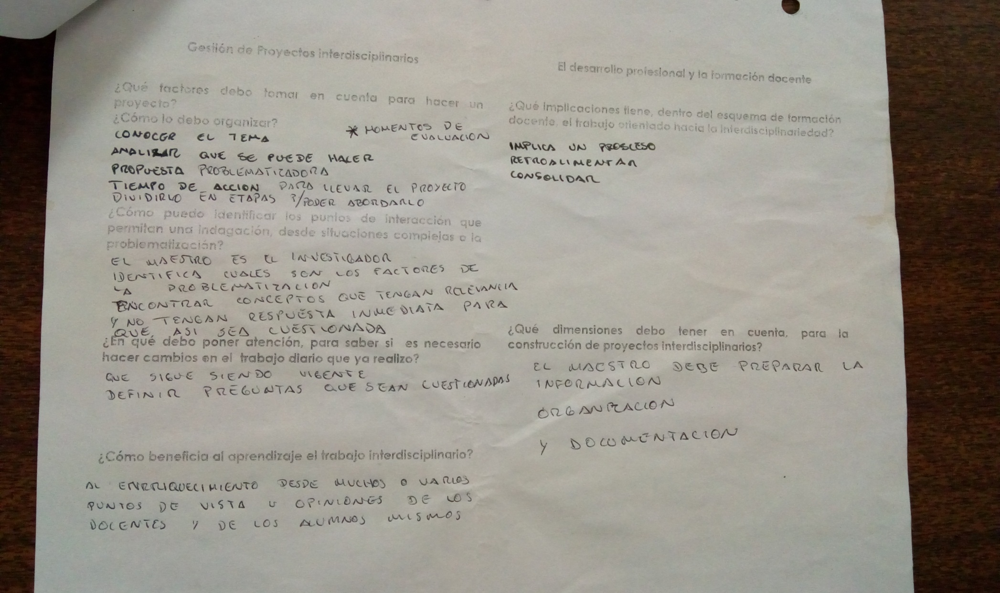 Gestión de Proyectos interdisciplinarios
¿Qué factores debo tomar en cuenta para hacer un
proyecto?
¿Cómo lo debo organizar?
* MOMENTOS DE
EVALUACION
CONOCER EL TEMA
ANALIZAR QUE SE PUEDE HACER
PROPUESTA PROBLEMATIZADORA
TIEMPO DE ACCION PARA LLEVAR EL PROYECTO
DIVIDIRLO EN ETAPAS P/PODER ABORDARLO
¿Cómo puedo identificar los puntos de interacción que
permitan una indagación, desde situaciones complejas a la
problematización?
EL MAESTRO ES EL INVESTIGADOR
IDENTIFICA CUALES SON LOS FACTORES DE
LA PROBLEMATIZACION
ENCONTRAR CONCEPTOS QUE TENGAN RELEVANCIA
Y NO TENGAN RESPUESTA INMEDIATA PARA
QUE ASI SEA CUESTIONADA
¿En qué debo poner atención, para saber si es necesario
hacer cambios en el trabajo diario que ya realizo?
QUE SIGUE SIENDO VIGENTE
DEFINIR PREGUNTAS QUE SEAN CUESTIONADAS
¿Cómo beneficia al aprendizaje el trabajo interdisciplinario?
AL ENRRIQUECIMIENTO DESDE MUCHOS O VARIOS
PUNTOS DE VISTA U OPINIONES DE LOS
DOCENTES Y DE LOS ALUMNOS MISMOS
El desarrollo profesional y la formación docente
¿Qué implicaciones tiene, dentro del esquema de formación
docente, el trabajo orientado hacia la interdisciplinariedad?
IMPLICA UN PROSCESO
RETROALIMENTAR
CONSOLIDAR
¿Qué dimensiones debo tener en cuenta, para la
construcción de proyectos interdisciplinarios?
EL MAESTRO DEBE PREPARAR LA
INFORMACION
ORGANIZACION
Y DOCUMENTACION